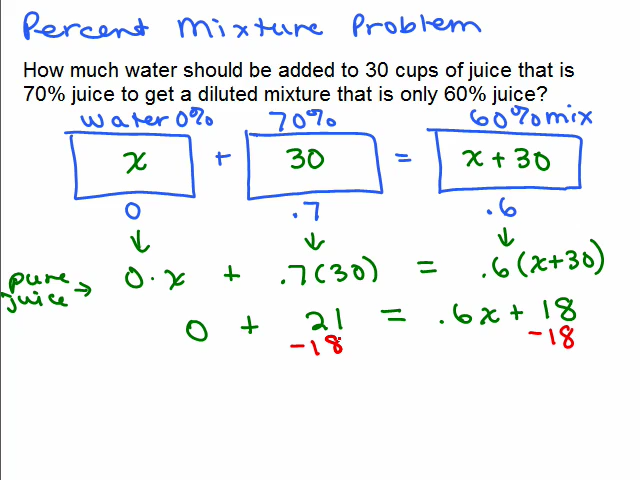 Percent Mixture Problem
How much water should be added to 30 cups of juice that is
70% juice to get a diluted mixture that is only 60% juice?
water 0% 70% 60% mix
x + 30 = x + 30
0 .7 .6
pure juice → 0 · x + .7(30) = .6(x+30)
0 + 21 = .6x + 18
-18 -18